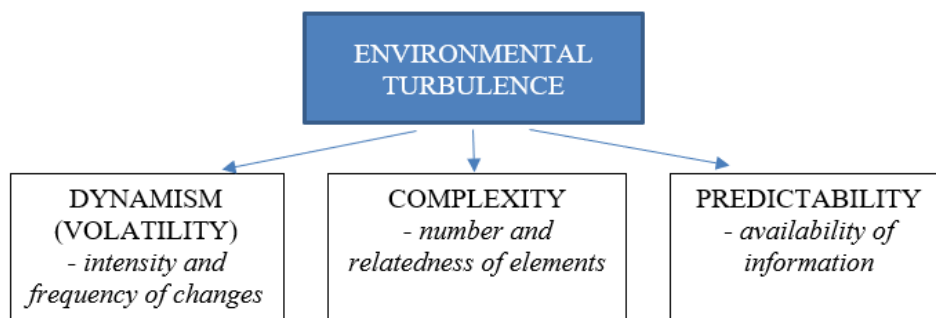 ENVIRONMENTAL
TURBULENCE
DYNAMISM
(VOLATILITY)
- intensity and
frequency of changes
COMPLEXITY
- number and
relatedness of elements
PREDICTABILITY
- availability of
information